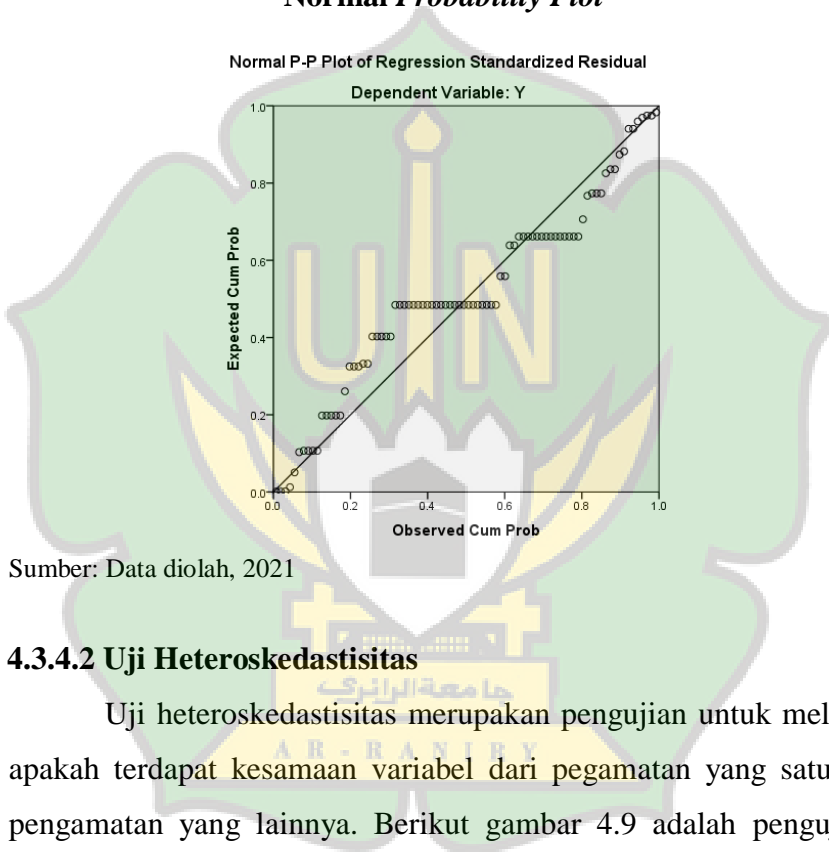 Normal Probability Plot
Normal P-P Plot of Regression Standardized Residual
Dependent Variable: Y
1.0
0.8
0.6
0.4
0.2
0.0
Expected Cum Prob
0.0 0.2 0.4 0.6 0.8 1.0
Observed Cum Prob
UIN
Sumber: Data diolah, 2021
4.3.4.2 Uji Heteroskedastisitas
جامعة الرانيري
Uji heteroskedastisitas merupakan pengujian untuk mel
AR-RANIRY
apakah terdapat kesamaan variabel dari pegamatan yang satu
pengamatan yang lainnya. Berikut gambar 4.9 adalah pengu